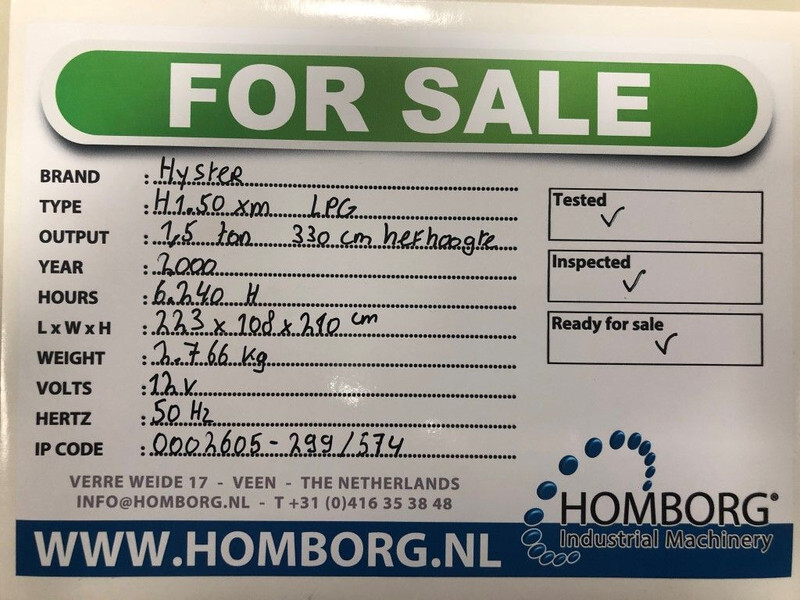 FOR SALE
BRAND : Hyster
TYPE : H1.50 xm LPG
OUTPUT : 1,5 ton 330 cm hefhoogte
YEAR : 2000
HOURS : 6.240 H
L x W x H : 223 x 108 x 210 cm
WEIGHT : 2.766 kg
VOLTS : 12v
HERTZ : 50 Hz
IP CODE : 0002605-299/574
Tested ✓
Inspected ✓
Ready for sale ✓
VERRE WEIDE 17 - VEEN - THE NETHERLANDS
INFO@HOMBORG.NL - T +31 (0)416 35 38 48
WWW.HOMBORG.NL
HOMBORG®
Industrial Machinery